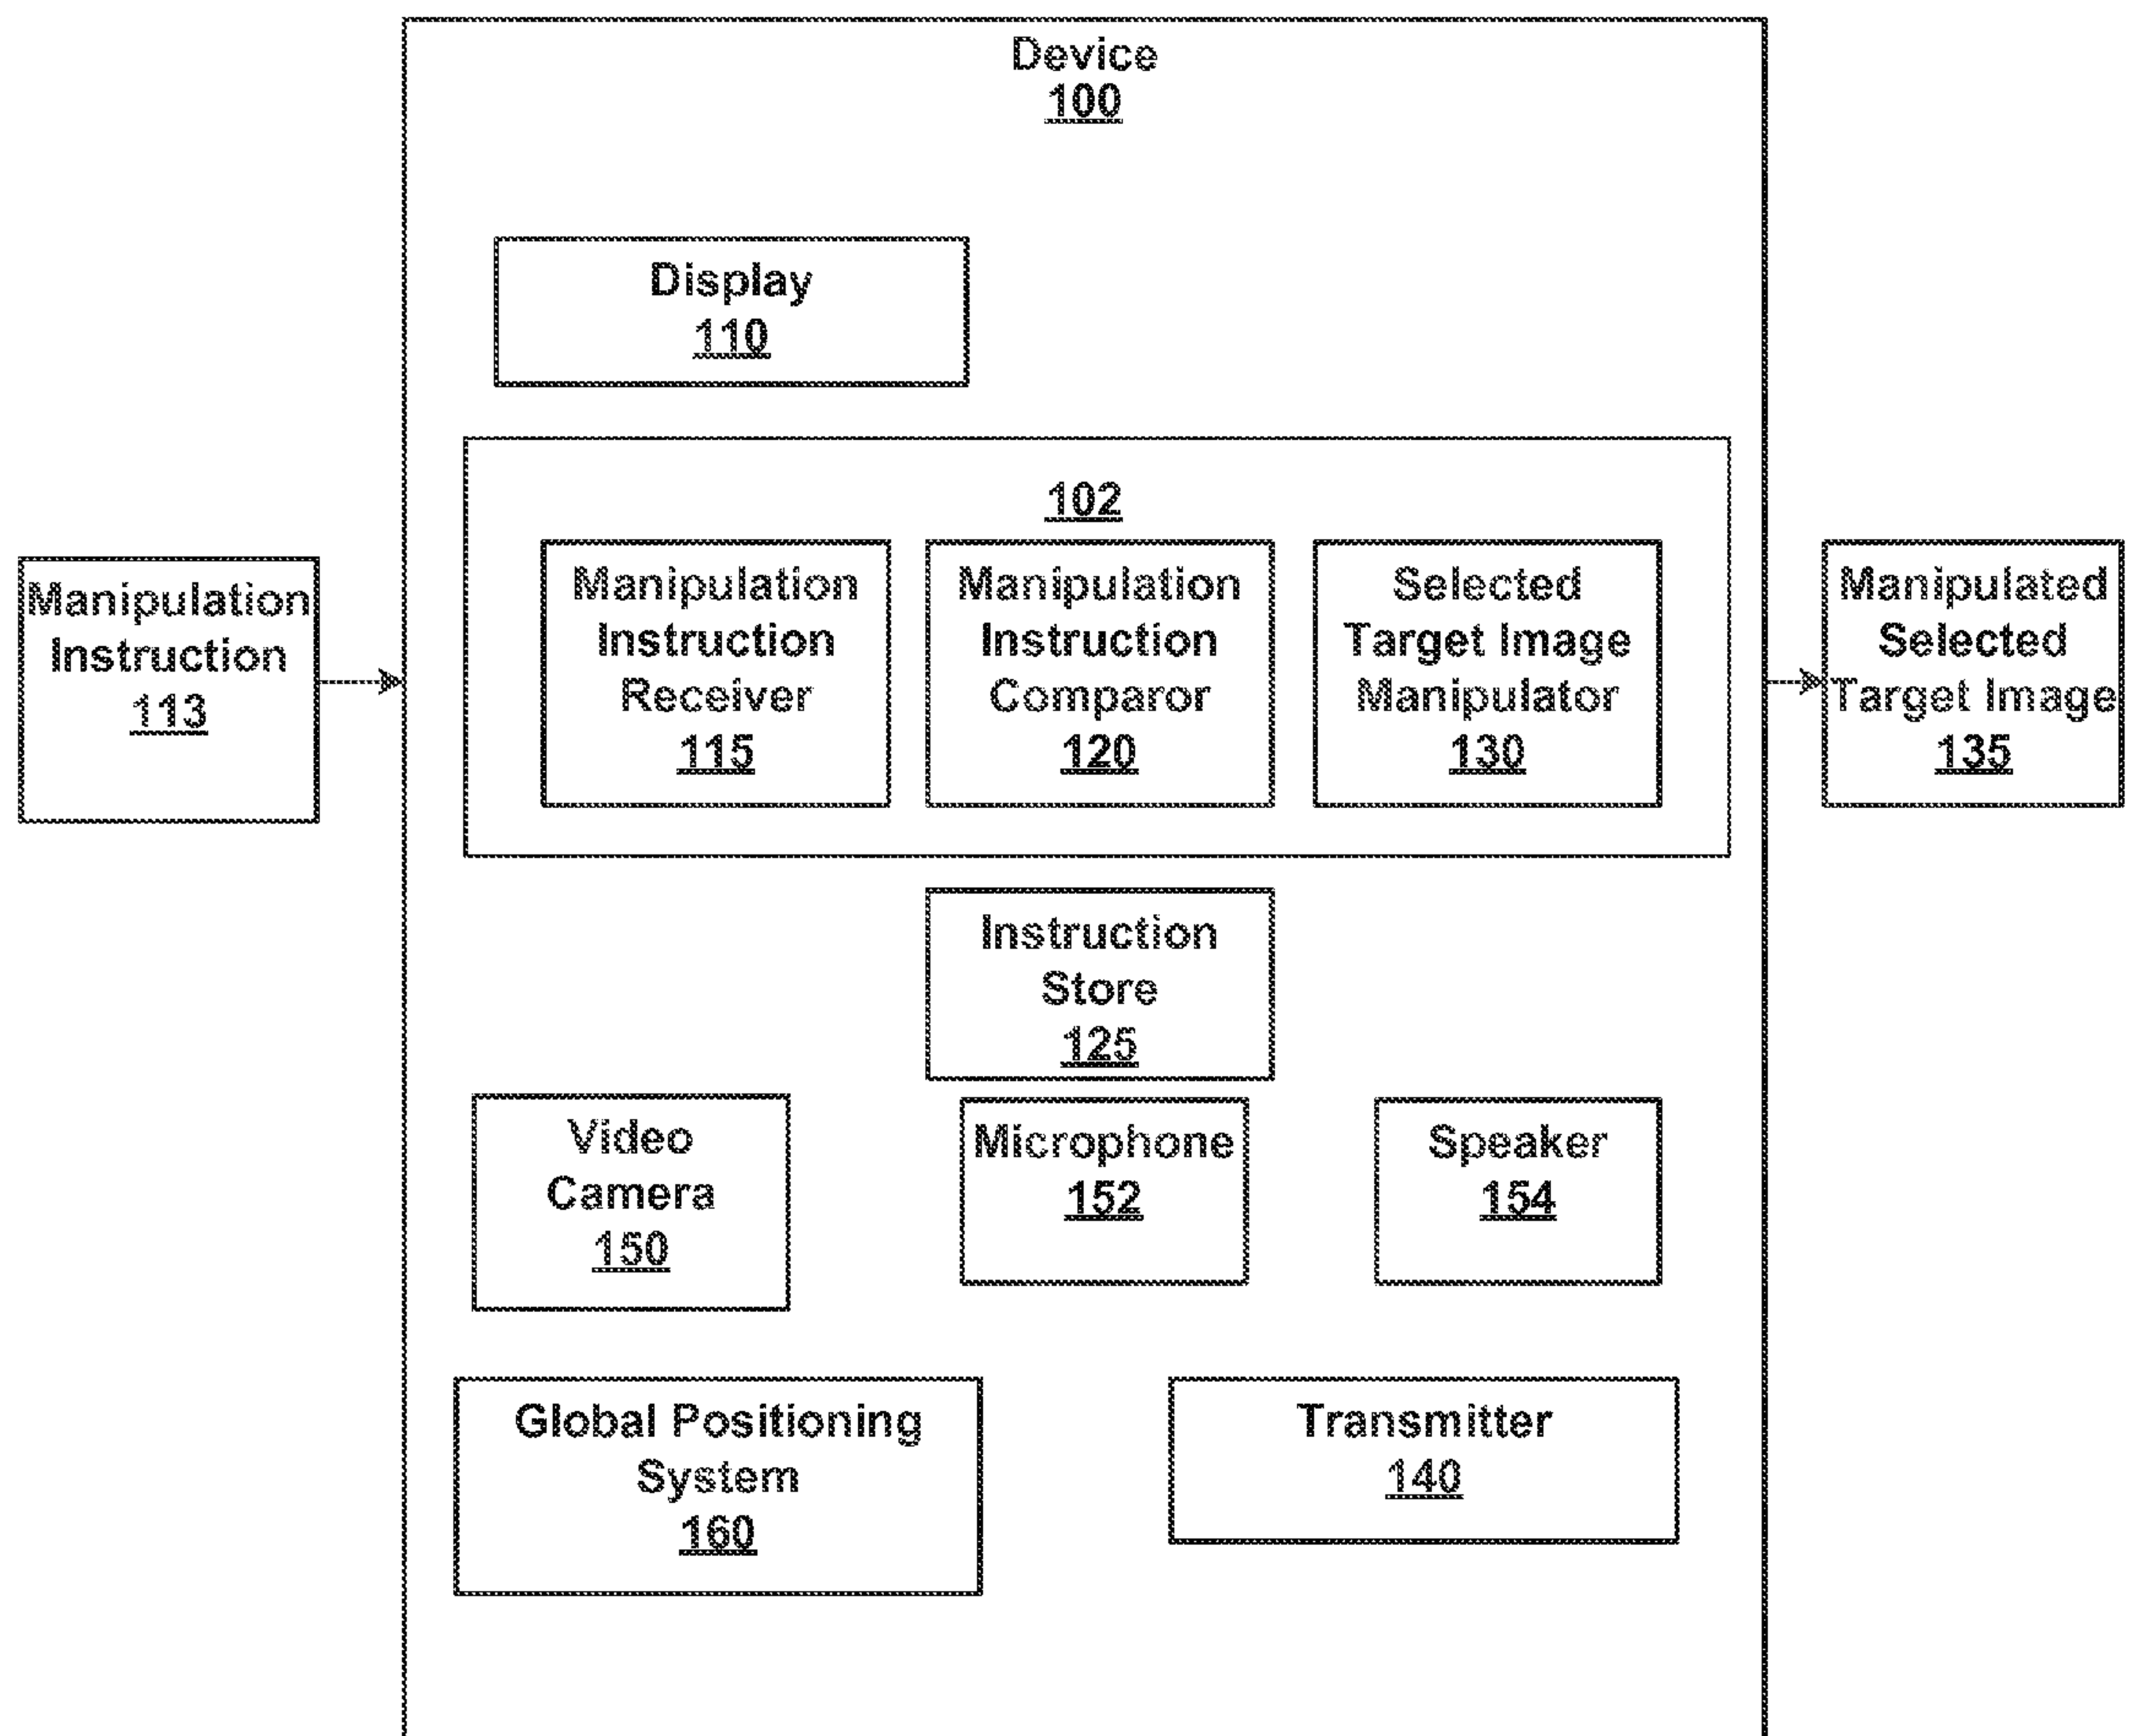 Device
100
Display
110
102
Manipulation
Instruction
113
Manipulation
Instruction
Receiver
115
Manipulation
Instruction
Comparor
120
Selected
Target Image
Manipulator
130
Manipulated
Selected
Target Image
135
Instruction
Store
125
Video
Camera
150
Microphone
152
Speaker
154
Global Positioning
System
160
Transmitter
140